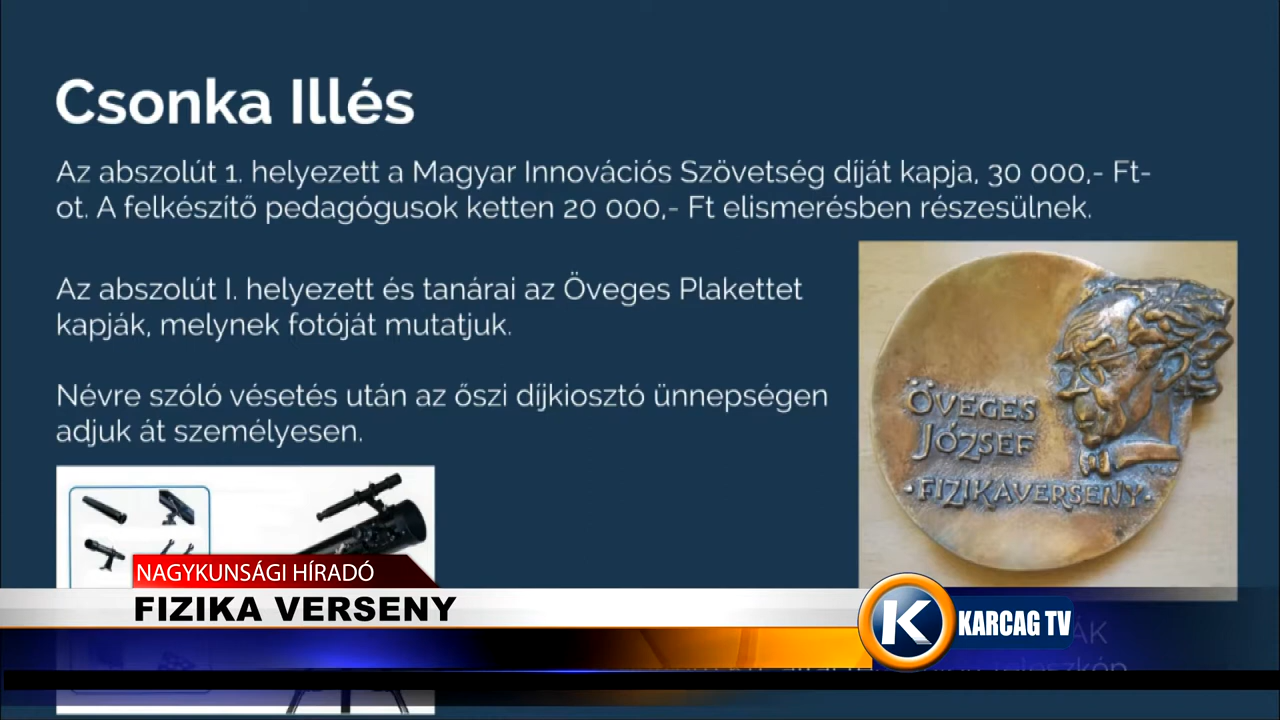 Csonka Illés
Az abszolút 1. helyezett a Magyar Innovációs Szövetség díját kapja, 30 000,- Ft-
ot. A felkészítő pedagógusok ketten 20 000,- Ft elismerésben részesülnek.
Az abszolút I. helyezett és tanárai az Öveges Plakettet
kapják, melynek fotóját mutatjuk.
Névre szóló vésetés után az őszi díjkiosztó ünnepségen
adjuk át személyesen.
ÖVEGES
JÓZSEF
·FIZIKAVERSENY·
NAGYKUNSÁGI HÍRADÓ
FIZIKA VERSENY
K KARCAG TV